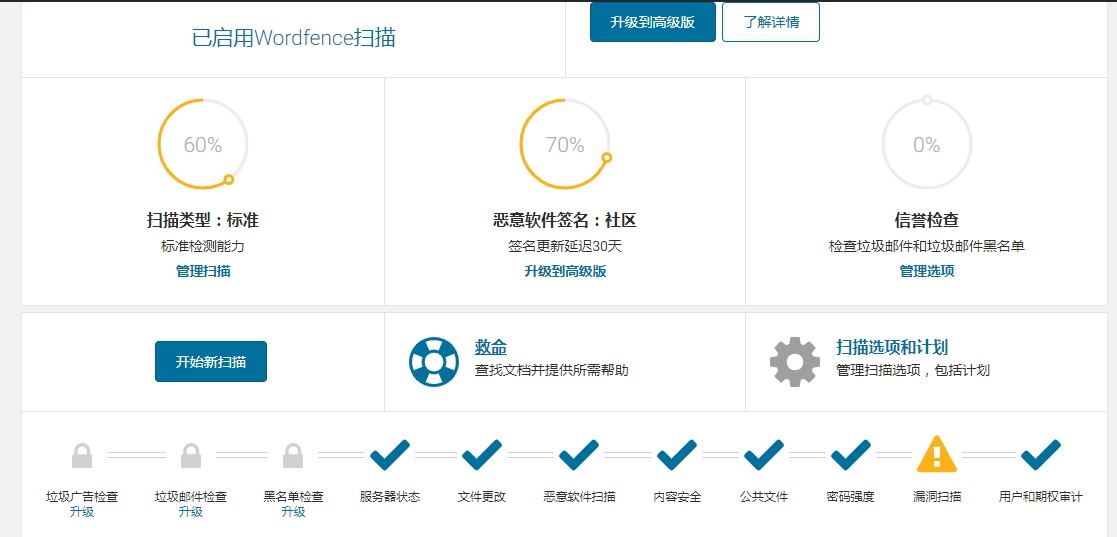 已启用Wordfence扫描
升级到高级版
了解详情
60%
扫描类型：标准
标准检测能力
管理扫描
70%
恶意软件签名：社区
签名更新延迟30天
升级到高级版
0%
信誉检查
检查垃圾邮件和垃圾邮件黑名单
管理选项
开始新扫描
救命
查找文档并提供所需帮助
扫描选项和计划
管理扫描选项，包括计划
垃圾广告检查
升级
垃圾邮件检查
升级
黑名单检查
升级
服务器状态
文件更改
恶意软件扫描
内容安全
公共文件
密码强度
漏洞扫描
用户和期权审计